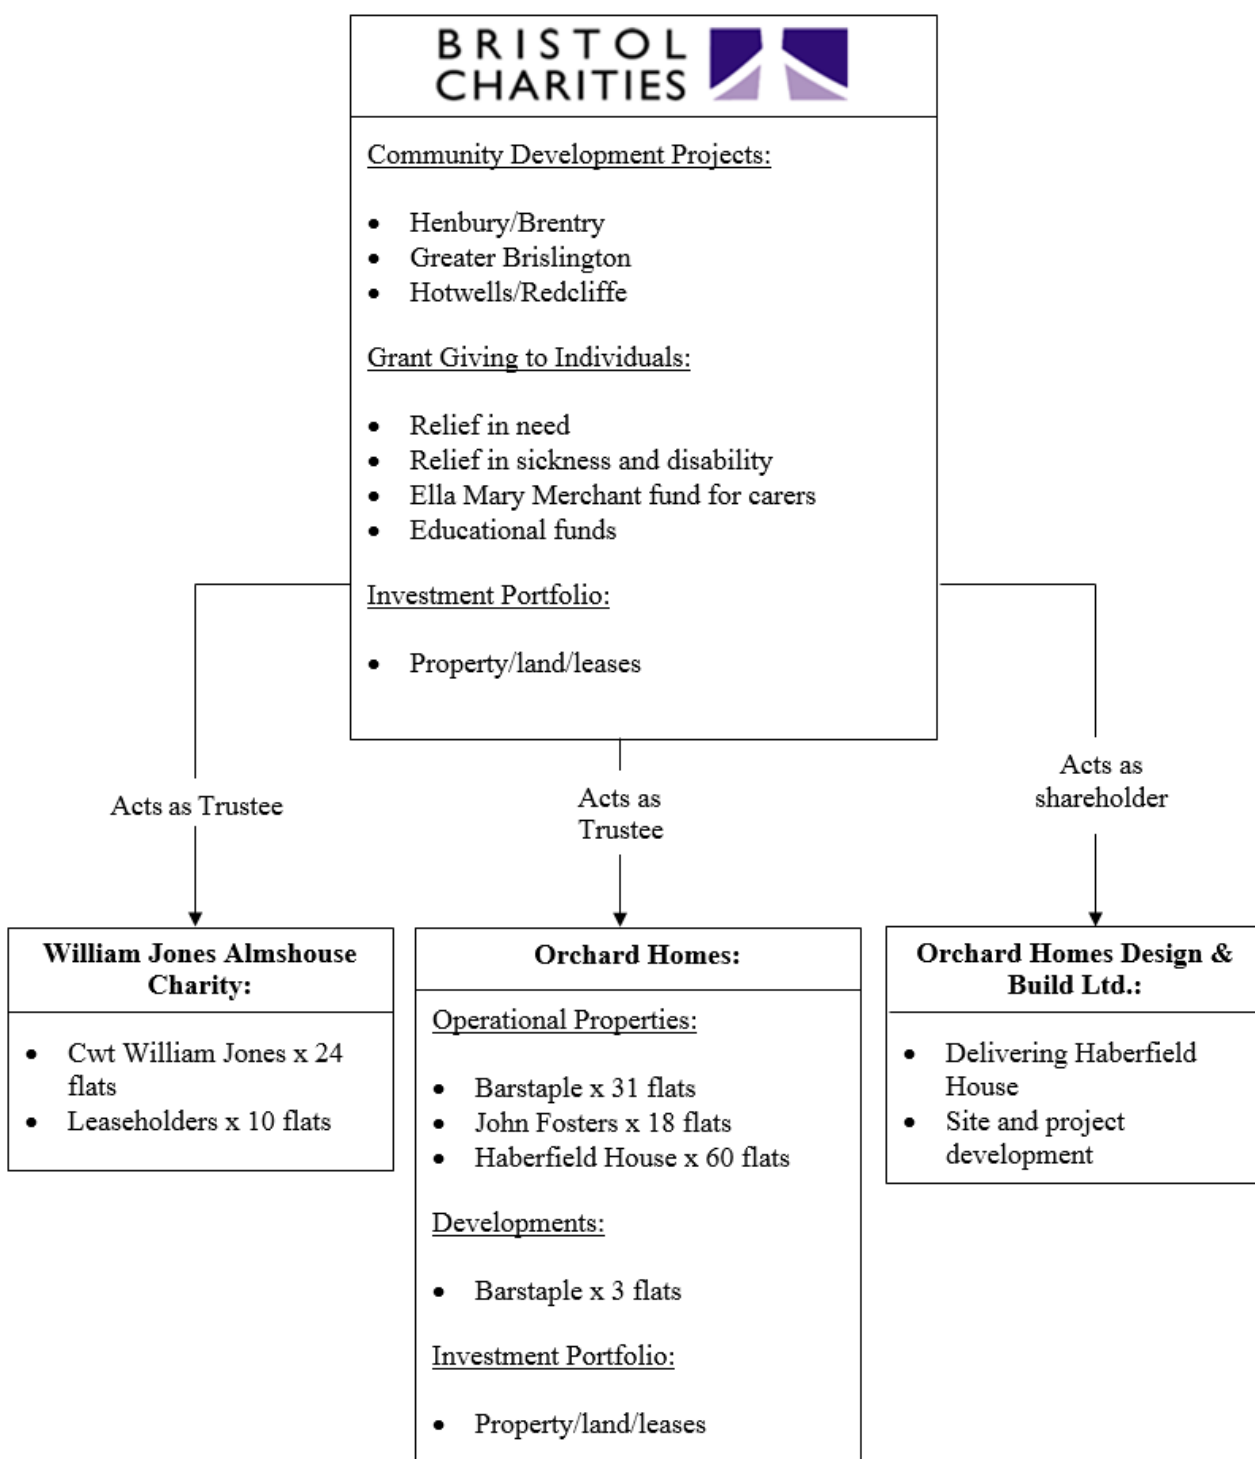 BRISTOL
CHARITIES
Community Development Projects:
• Henbury/Brentry
• Greater Brislington
• Hotwells/Redcliffe
Grant Giving to Individuals:
• Relief in need
• Relief in sickness and disability
• Ella Mary Merchant fund for carers
• Educational funds
Investment Portfolio:
• Property/land/leases
Acts as Trustee
Acts as
Trustee
Acts as
shareholder
William Jones Almshouse
Charity:
• Cwt William Jones x 24
flats
• Leaseholders x 10 flats
Orchard Homes:
Operational Properties:
• Barstaple x 31 flats
• John Fosters x 18 flats
• Haberfield House x 60 flats
Developments:
• Barstaple x 3 flats
Investment Portfolio:
• Property/land/leases
Orchard Homes Design &
Build Ltd.:
• Delivering Haberfield
House
• Site and project
development